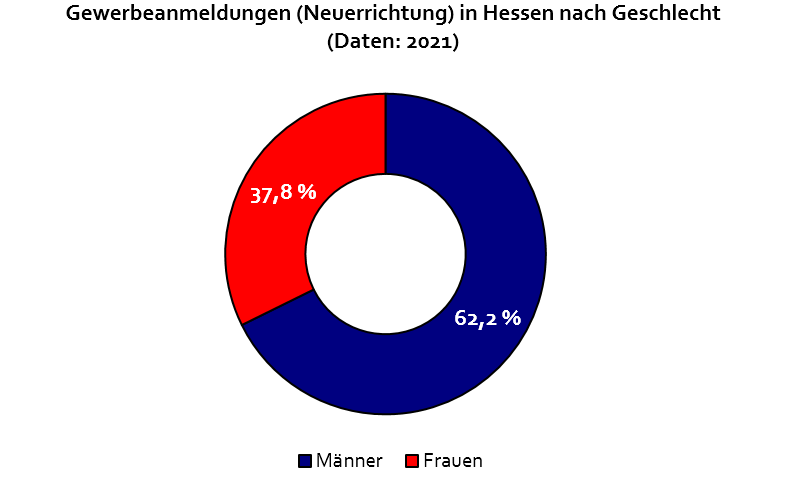 Gewerbeanmeldungen (Neuerrichtung) in Hessen nach Geschlecht
(Daten: 2021)
37,8 %
62,2 %
Männer
Frauen